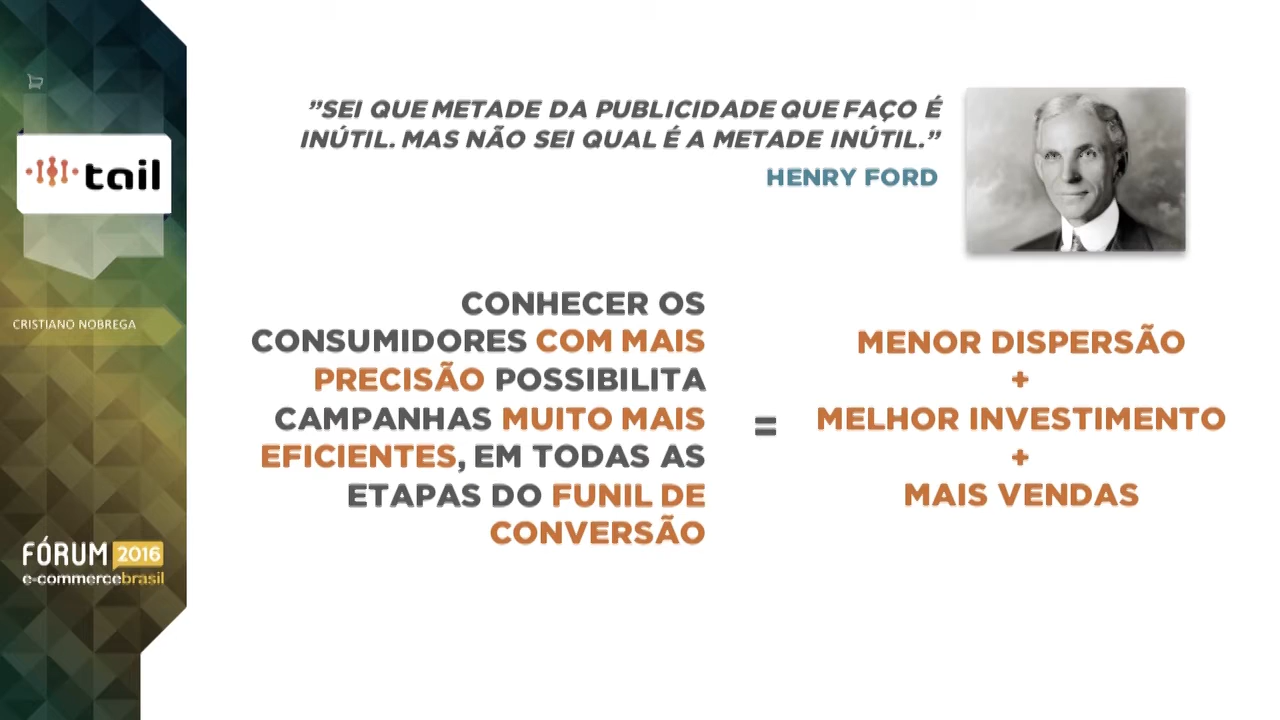 ”SEI QUE METADE DA PUBLICIDADE QUE FAÇO É
INÚTIL. MAS NÃO SEI QUAL É A METADE INÚTIL.”
HENRY FORD
tail
CRISTIANO NOBREGA
CONHECER OS
CONSUMIDORES COM MAIS
PRECISÃO POSSIBILITA
CAMPANHAS MUITO MAIS
EFICIENTES, EM TODAS AS
ETAPAS DO FUNIL DE
CONVERSÃO
=
MENOR DISPERSÃO
+
MELHOR INVESTIMENTO
+
MAIS VENDAS
FÓRUM 2016
e-commercebrasil